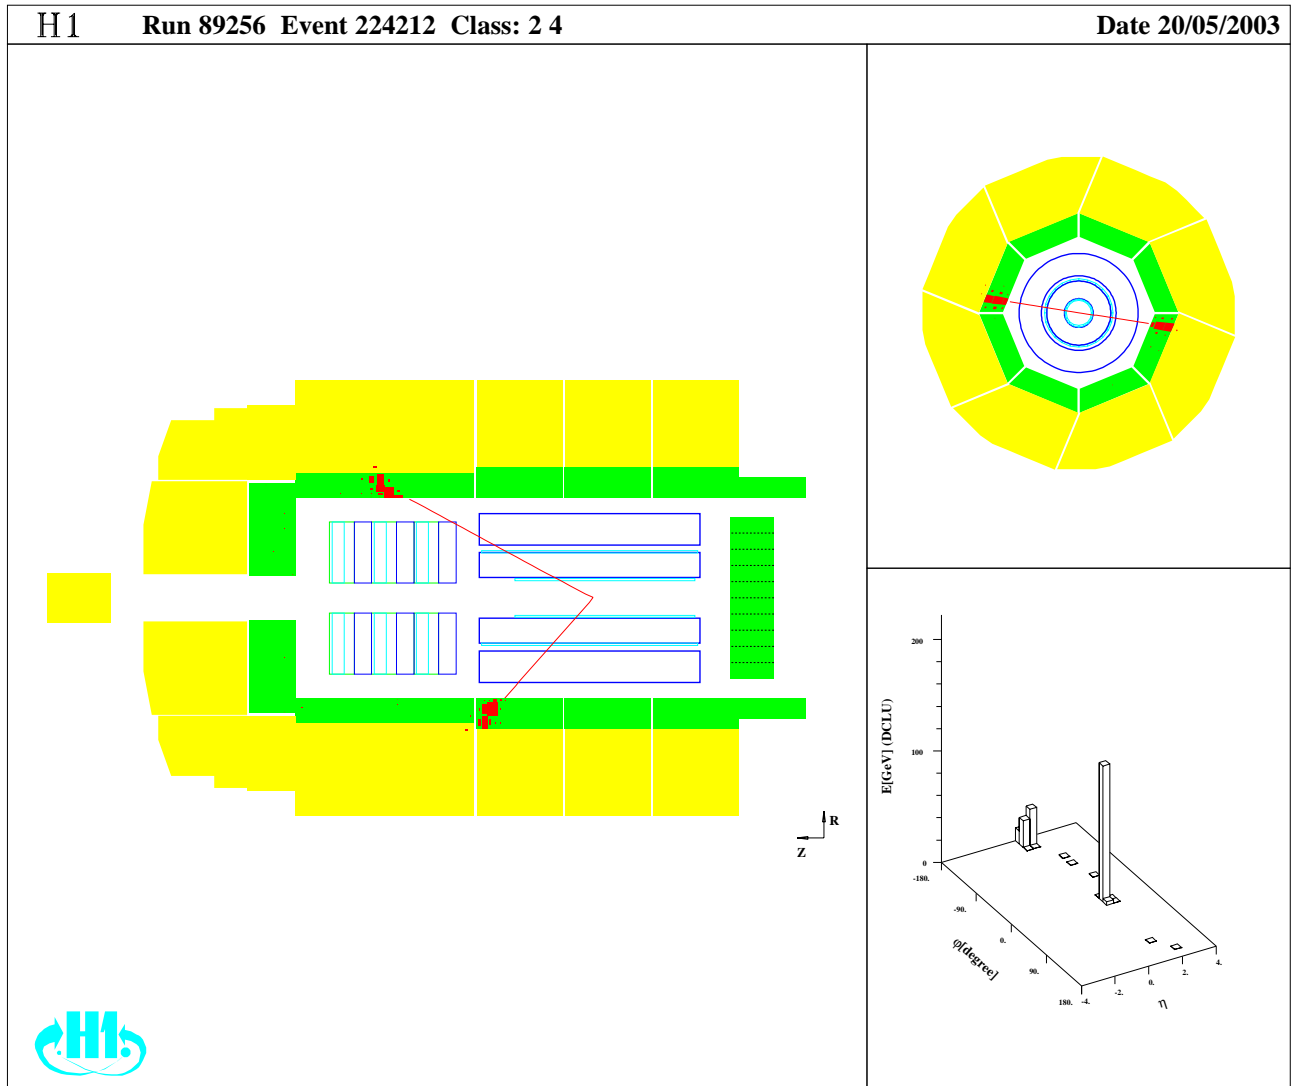 H1 Run 89256 Event 224212 Class: 2 4 Date 20/05/2003
R
Z
E[GeV] (DCLU)
200
100
0
-180.
-90.
0.
90.
180.
φ[degree]
-4.
-2.
0.
2.
4.
η
H1